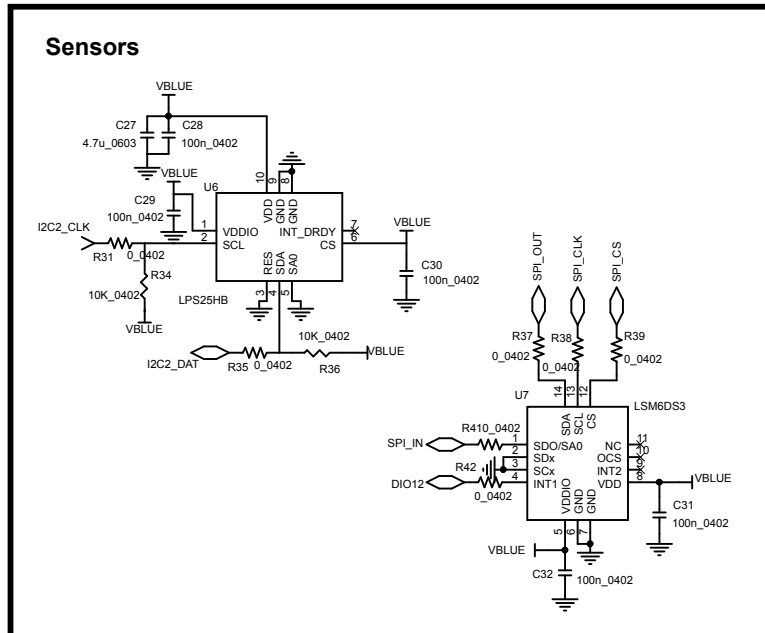 Sensors
VBLUE
C27
4.7u_0603
C28
100n_0402
VBLUE
C29
100n_0402
U6
10
9
8
VDD
GND
GND
I2C2_CLK
R31
0_0402
1
2
VDDIO
SCL
INT_DRDY
CS
7
6
VBLUE
C30
100n_0402
R34
10K_0402
VBLUE
RES
SDA
SA0
3
4
5
LPS25HB
I2C2_DAT
R35
0_0402
10K_0402
R36
VBLUE
SPI_OUT
SPI_CLK
SPI_CS
R37
0_0402
R38
0_0402
R39
0_0402
U7
LSM6DS3
14
13
12
SDA
SCL
CS
SPI_IN
R410_0402
1
2
3
4
SDO/SA0
SDx
SCx
INT1
NC
OCS
INT2
VDD
11
10
9
8
R42
DIO12
0_0402
VBLUE
C31
100n_0402
VDDIO
GND
GND
5
6
7
VBLUE
C32
100n_0402